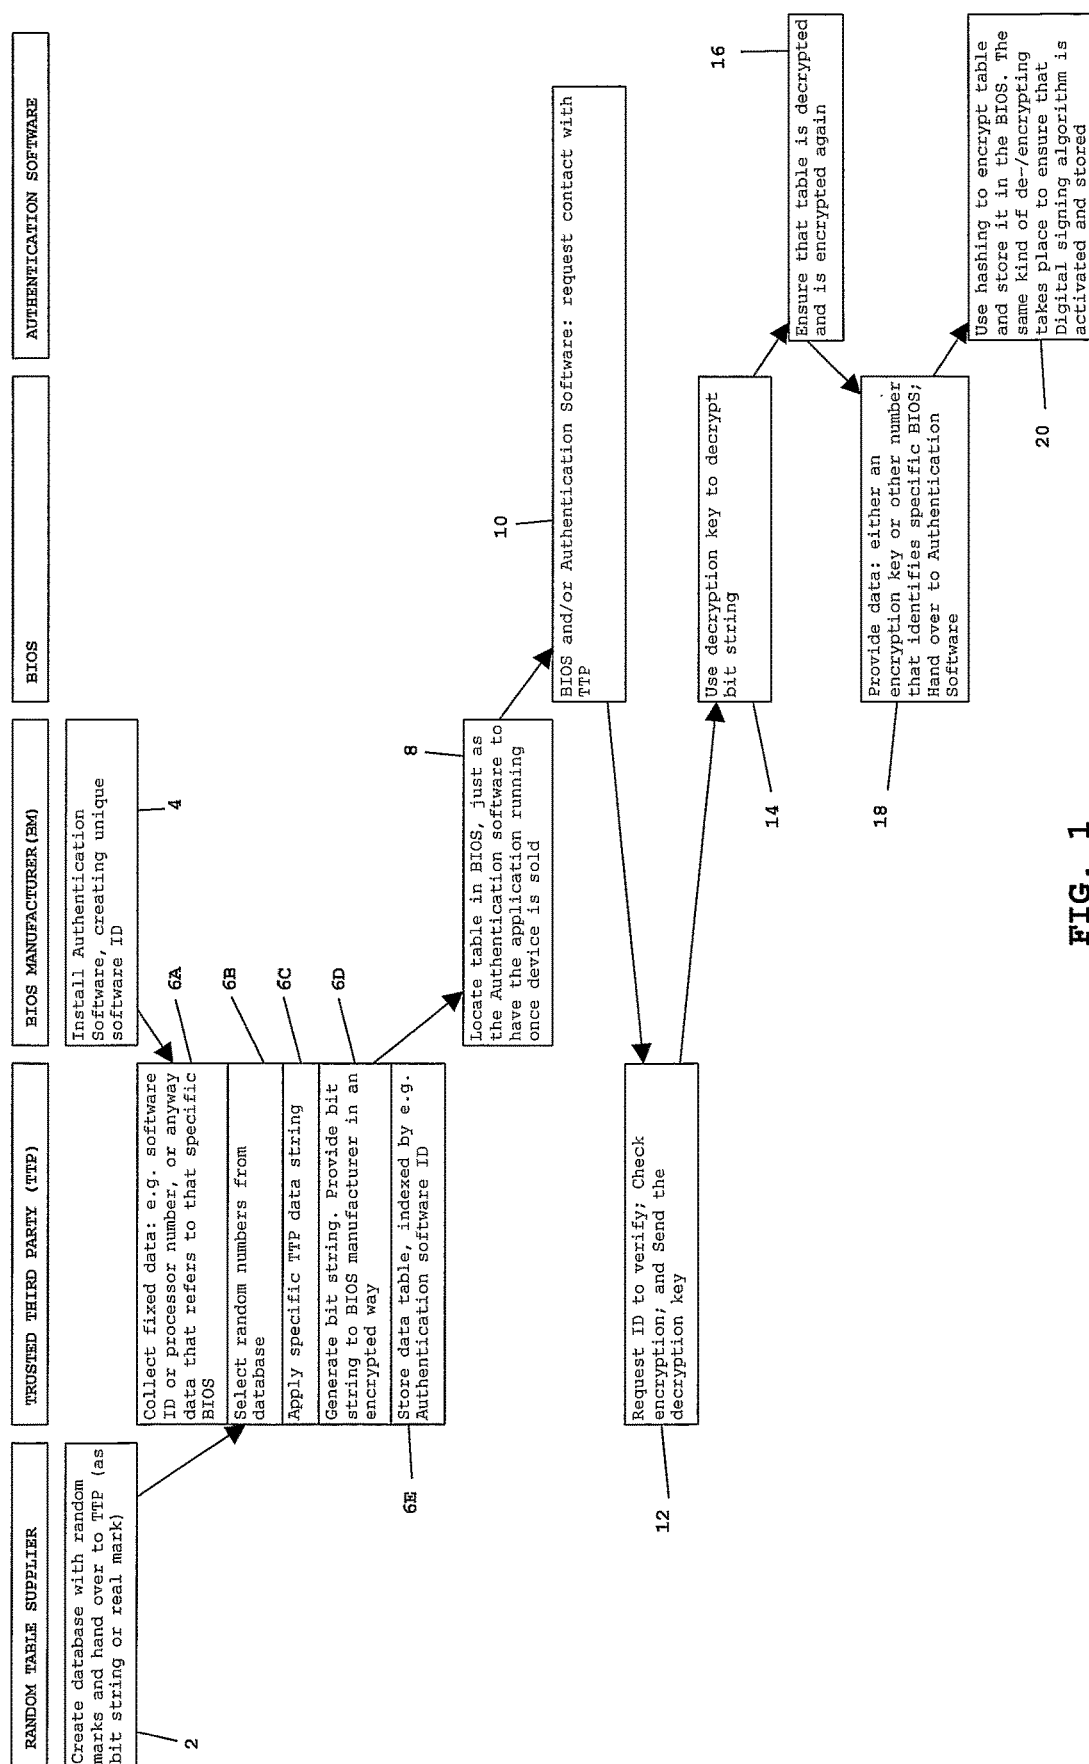 RANDOM TABLE SUPPLIER
TRUSTED THIRD PARTY (TTP)
BIOS MANUFACTURER(BM)
BIOS
AUTHENTICATION SOFTWARE
Create database with random
marks and hand over to TTP (as
bit string or real mark)
2
Install Authentication
Software, creating unique
software ID
4
Collect fixed data: e.g. software
ID or processor number, or anyway
data that refers to that specific
BIOS
6A
Select random numbers from
database
6B
Apply specific TTP data string
6C
Generate bit string. Provide bit
string to BIOS manufacturer in an
encrypted way
6D
Store data table, indexed by e.g.
Authentication software ID
6E
Locate table in BIOS, just as
the Authentication software to
have the application running
once device is sold
8
BIOS and/or Authentication Software: request contact with
TTP
10
Request ID to verify; Check
encryption; and Send the
decryption key
12
Use decryption key to decrypt
bit string
14
Ensure that table is decrypted
and is encrypted again
16
Provide data: either an
encryption key or other number
that identifies specific BIOS;
Hand over to Authentication
Software
18
Use hashing to encrypt table
and store it in the BIOS. The
same kind of de-/encrypting
takes place to ensure that
Digital signing algorithm is
activated and stored
20
FIG. 1